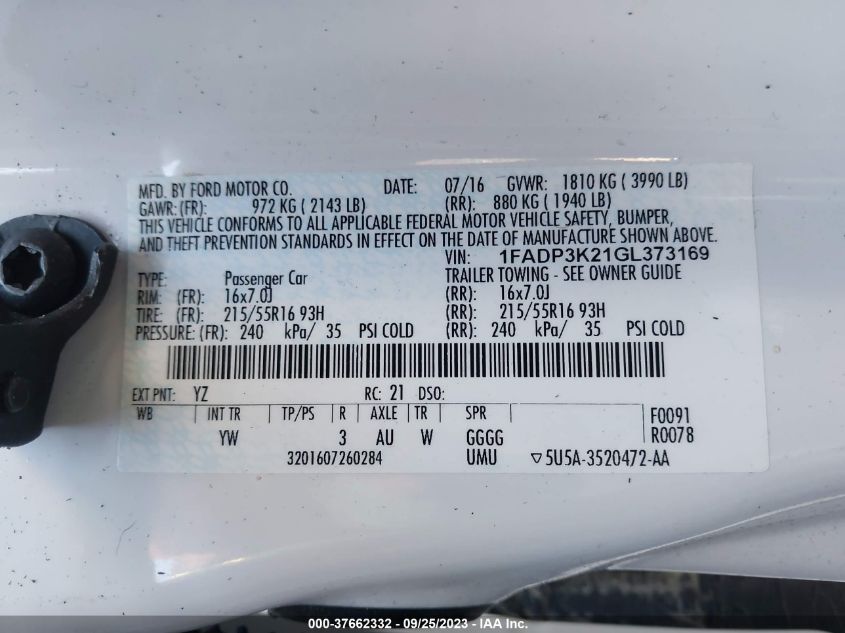 MFD. BY FORD MOTOR CO. DATE: 07/16 GVWR: 1810 KG ( 3990 LB)
GAWR: (FR): 972 KG ( 2143 LB) (RR): 880 KG ( 1940 LB)
THIS VEHICLE CONFORMS TO ALL APPLICABLE FEDERAL MOTOR VEHICLE SAFETY, BUMPER,
AND THEFT PREVENTION STANDARDS IN EFFECT ON THE DATE OF MANUFACTURE SHOWN ABOVE.
VIN: 1FADP3K21GL373169
TYPE: Passenger Car TRAILER TOWING - SEE OWNER GUIDE
RIM: (FR): 16x7.0J (RR): 16x7.0J
TIRE: (FR): 215/55R16 93H (RR): 215/55R16 93H
PRESSURE: (FR): 240 kPa/ 35 PSI COLD (RR): 240 kPa/ 35 PSI COLD
EXT PNT: YZ RC: 21 DSO:
WB INT TR TP/PS R AXLE TR SPR F0091
YW 3 AU W GGGG R0078
3201607260284 UMU ▽5U5A-3520472-AA
000-37662332 - 09/25/2023 - IAA Inc.